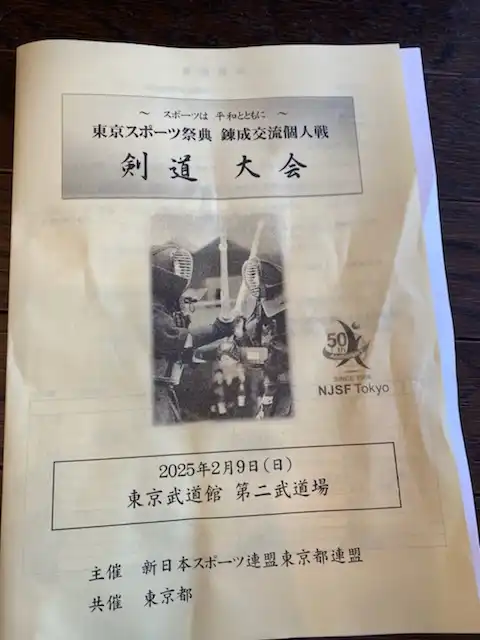 ~ スポーツは 平和とともに ~
東京スポーツ祭典 錬成交流個人戦
剣道 大会
50
NJSF Tokyo
2025年2月9日(日)
東京武道館 第二武道場
主催 新日本スポーツ連盟東京都連盟
共催 東京都